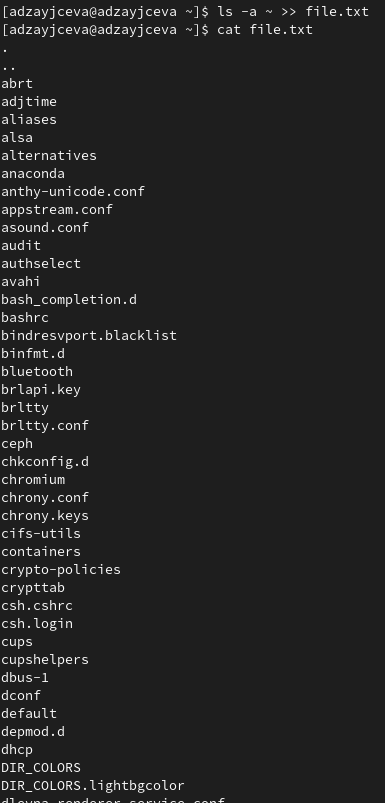 [adzayjceva@adzayjceva ~]$ ls -a ~ >> file.txt
[adzayjceva@adzayjceva ~]$ cat file.txt
.
..
abrt
adjtime
aliases
alsa
alternatives
anaconda
anthy-unicode.conf
appstream.conf
asound.conf
audit
authselect
avahi
bash_completion.d
bashrc
bindresvport.blacklist
binfmt.d
bluetooth
brlapi.key
brltty
brltty.conf
ceph
chkconfig.d
chromium
chrony.conf
chrony.keys
cifs-utils
containers
crypto-policies
crypttab
csh.cshrc
csh.login
cups
cupshelpers
dbus-1
dconf
default
depmod.d
dhcp
DIR_COLORS
DIR_COLORS.lightbgcolor